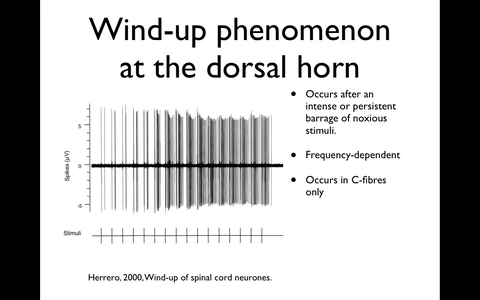 Wind-up phenomenon
at the dorsal horn
• Occurs after an
intense or persistent
barrage of noxious
stimuli.
• Frequency-dependent
• Occurs in C-fibres
only
Spikes (µV)
5
0
-5
Stimuli
Herrero, 2000, Wind-up of spinal cord neurones.